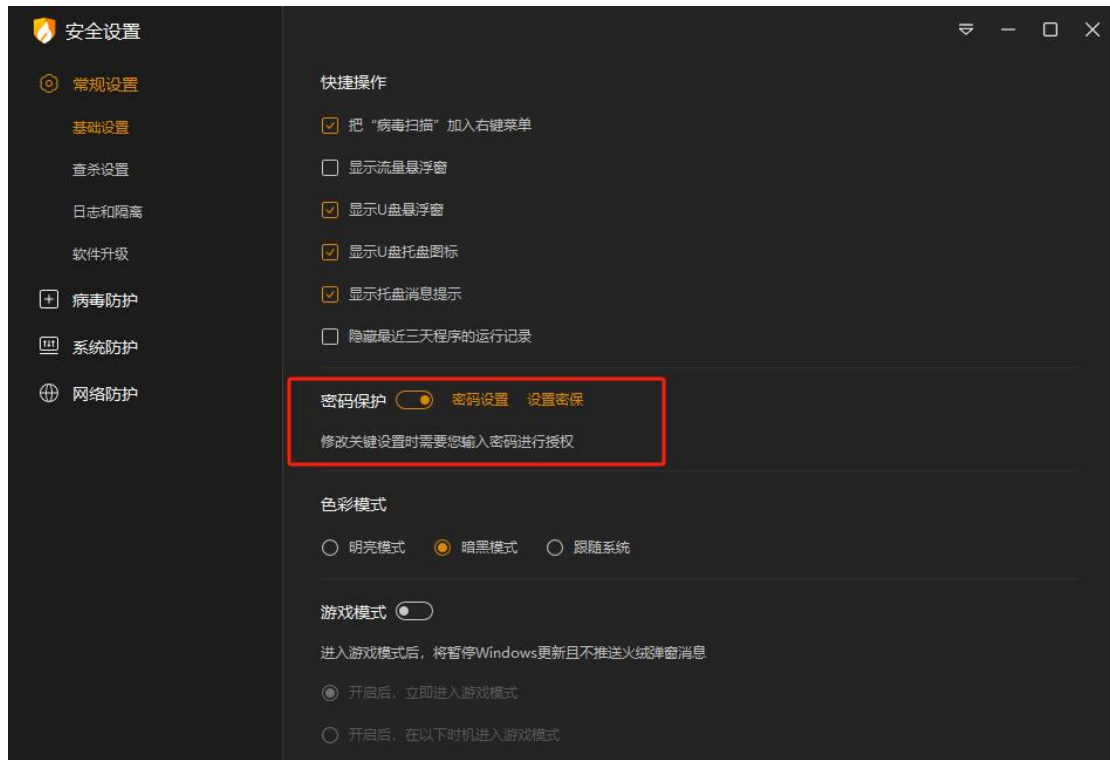 安全设置
常规设置
基础设置
查杀设置
日志和隔离
软件升级
病毒防护
系统防护
网络防护
快捷操作
把“病毒扫描”加入右键菜单
显示流量悬浮窗
显示U盘悬浮窗
显示U盘托盘图标
显示托盘消息提示
隐藏最近三天程序的运行记录
密码保护 密码设置 设置密保
修改关键设置时需要您输入密码进行授权
色彩模式
明亮模式 暗黑模式 跟随系统
游戏模式
进入游戏模式后，将暂停Windows更新且不推送火绒弹窗消息
开启后，立即进入游戏模式
开启后，在以下时机进入游戏模式